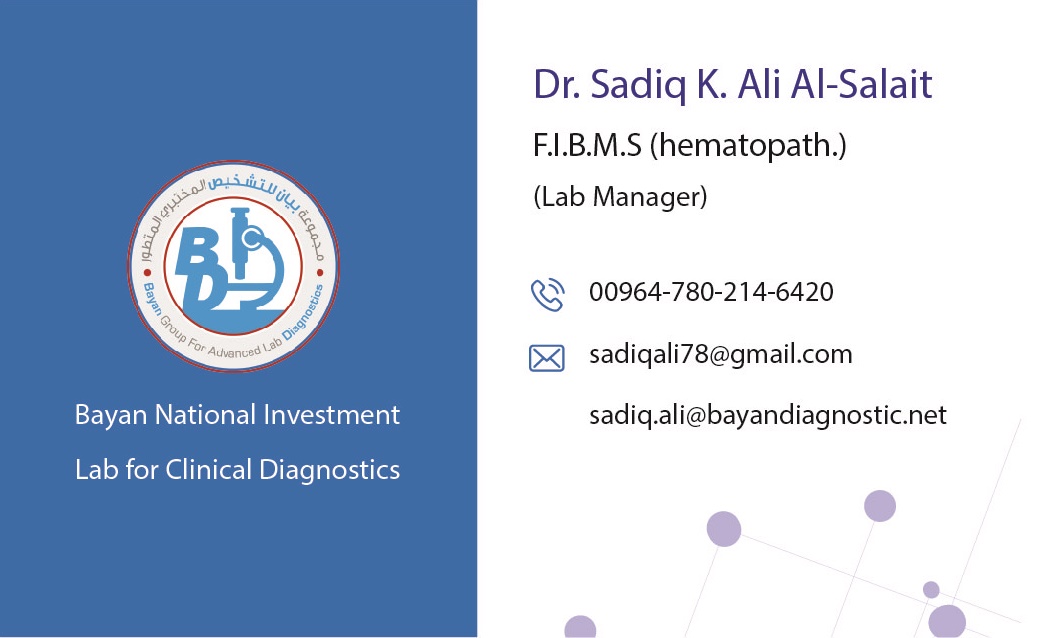 مجموعة بيان للتشخيص المختبري المتطور
BD
Bayan Group For Advanced Lab Diagnostics
Bayan National Investment
Lab for Clinical Diagnostics
Dr. Sadiq K. Ali Al-Salait
F.I.B.M.S (hematopath.)
(Lab Manager)
00964-780-214-6420
sadiqali78@gmail.com
sadiq.ali@bayandiagnostic.net